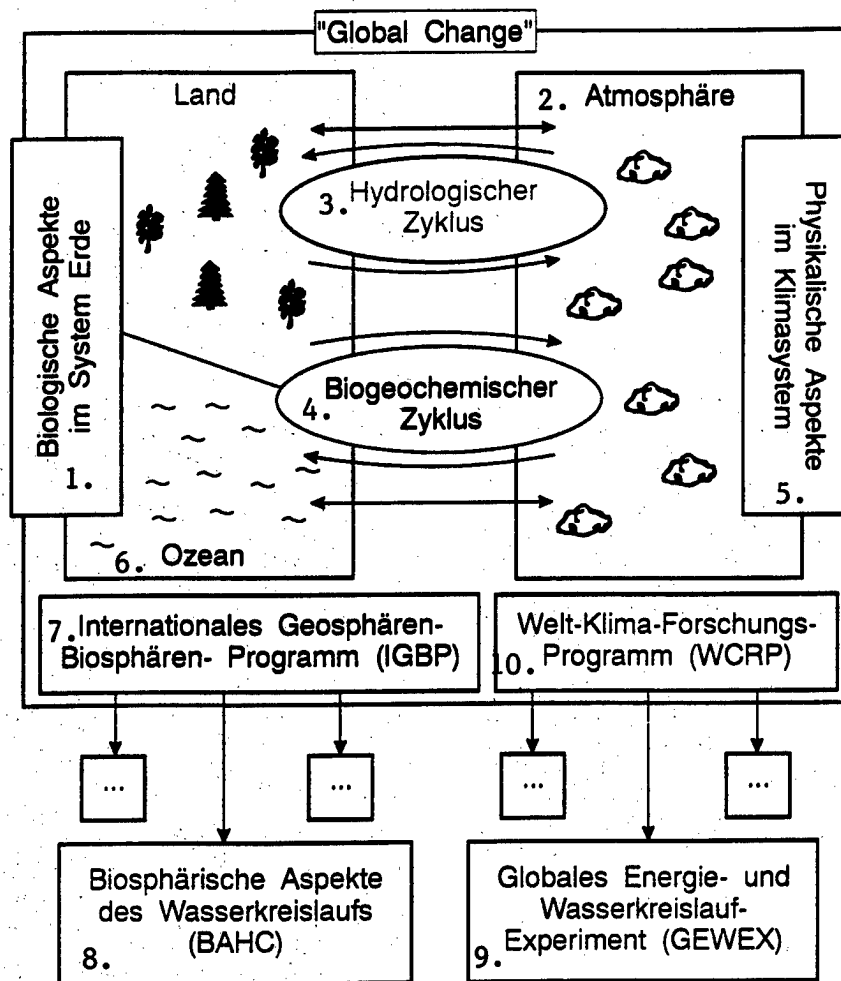 "Global Change"
Land
2. Atmosphäre
3. Hydrologischer
Zyklus
Biologische Aspekte
im System Erde
1.
Physikalische Aspekte
im Klimasystem
5.
Biogeochemischer
4. Zyklus
6. Ozean
7. Internationales Geosphären-
Biosphären- Programm (IGBP)
Welt-Klima-Forschungs-
10. Programm (WCRP)
...
...
...
...
Biosphärische Aspekte
des Wasserkreislaufs
(BAHC)
8.
Globales Energie- und
Wasserkreislauf-
9. Experiment (GEWEX)